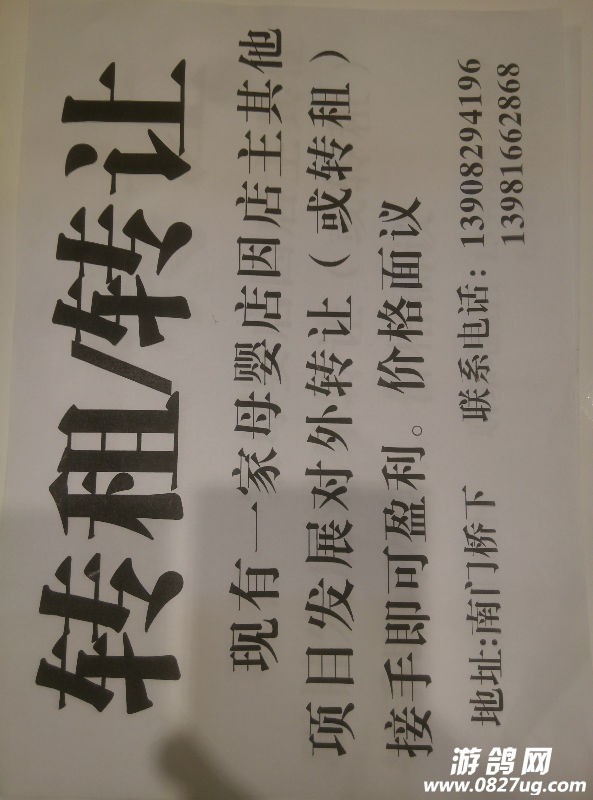 转租/转让
现有一家母婴店因店主其他
项目发展对外转让（或转租）
接手即可盈利。价格面议
地址:南门桥下 联系电话：13908294196
13981662868
游鸽网
www.0827ug.com